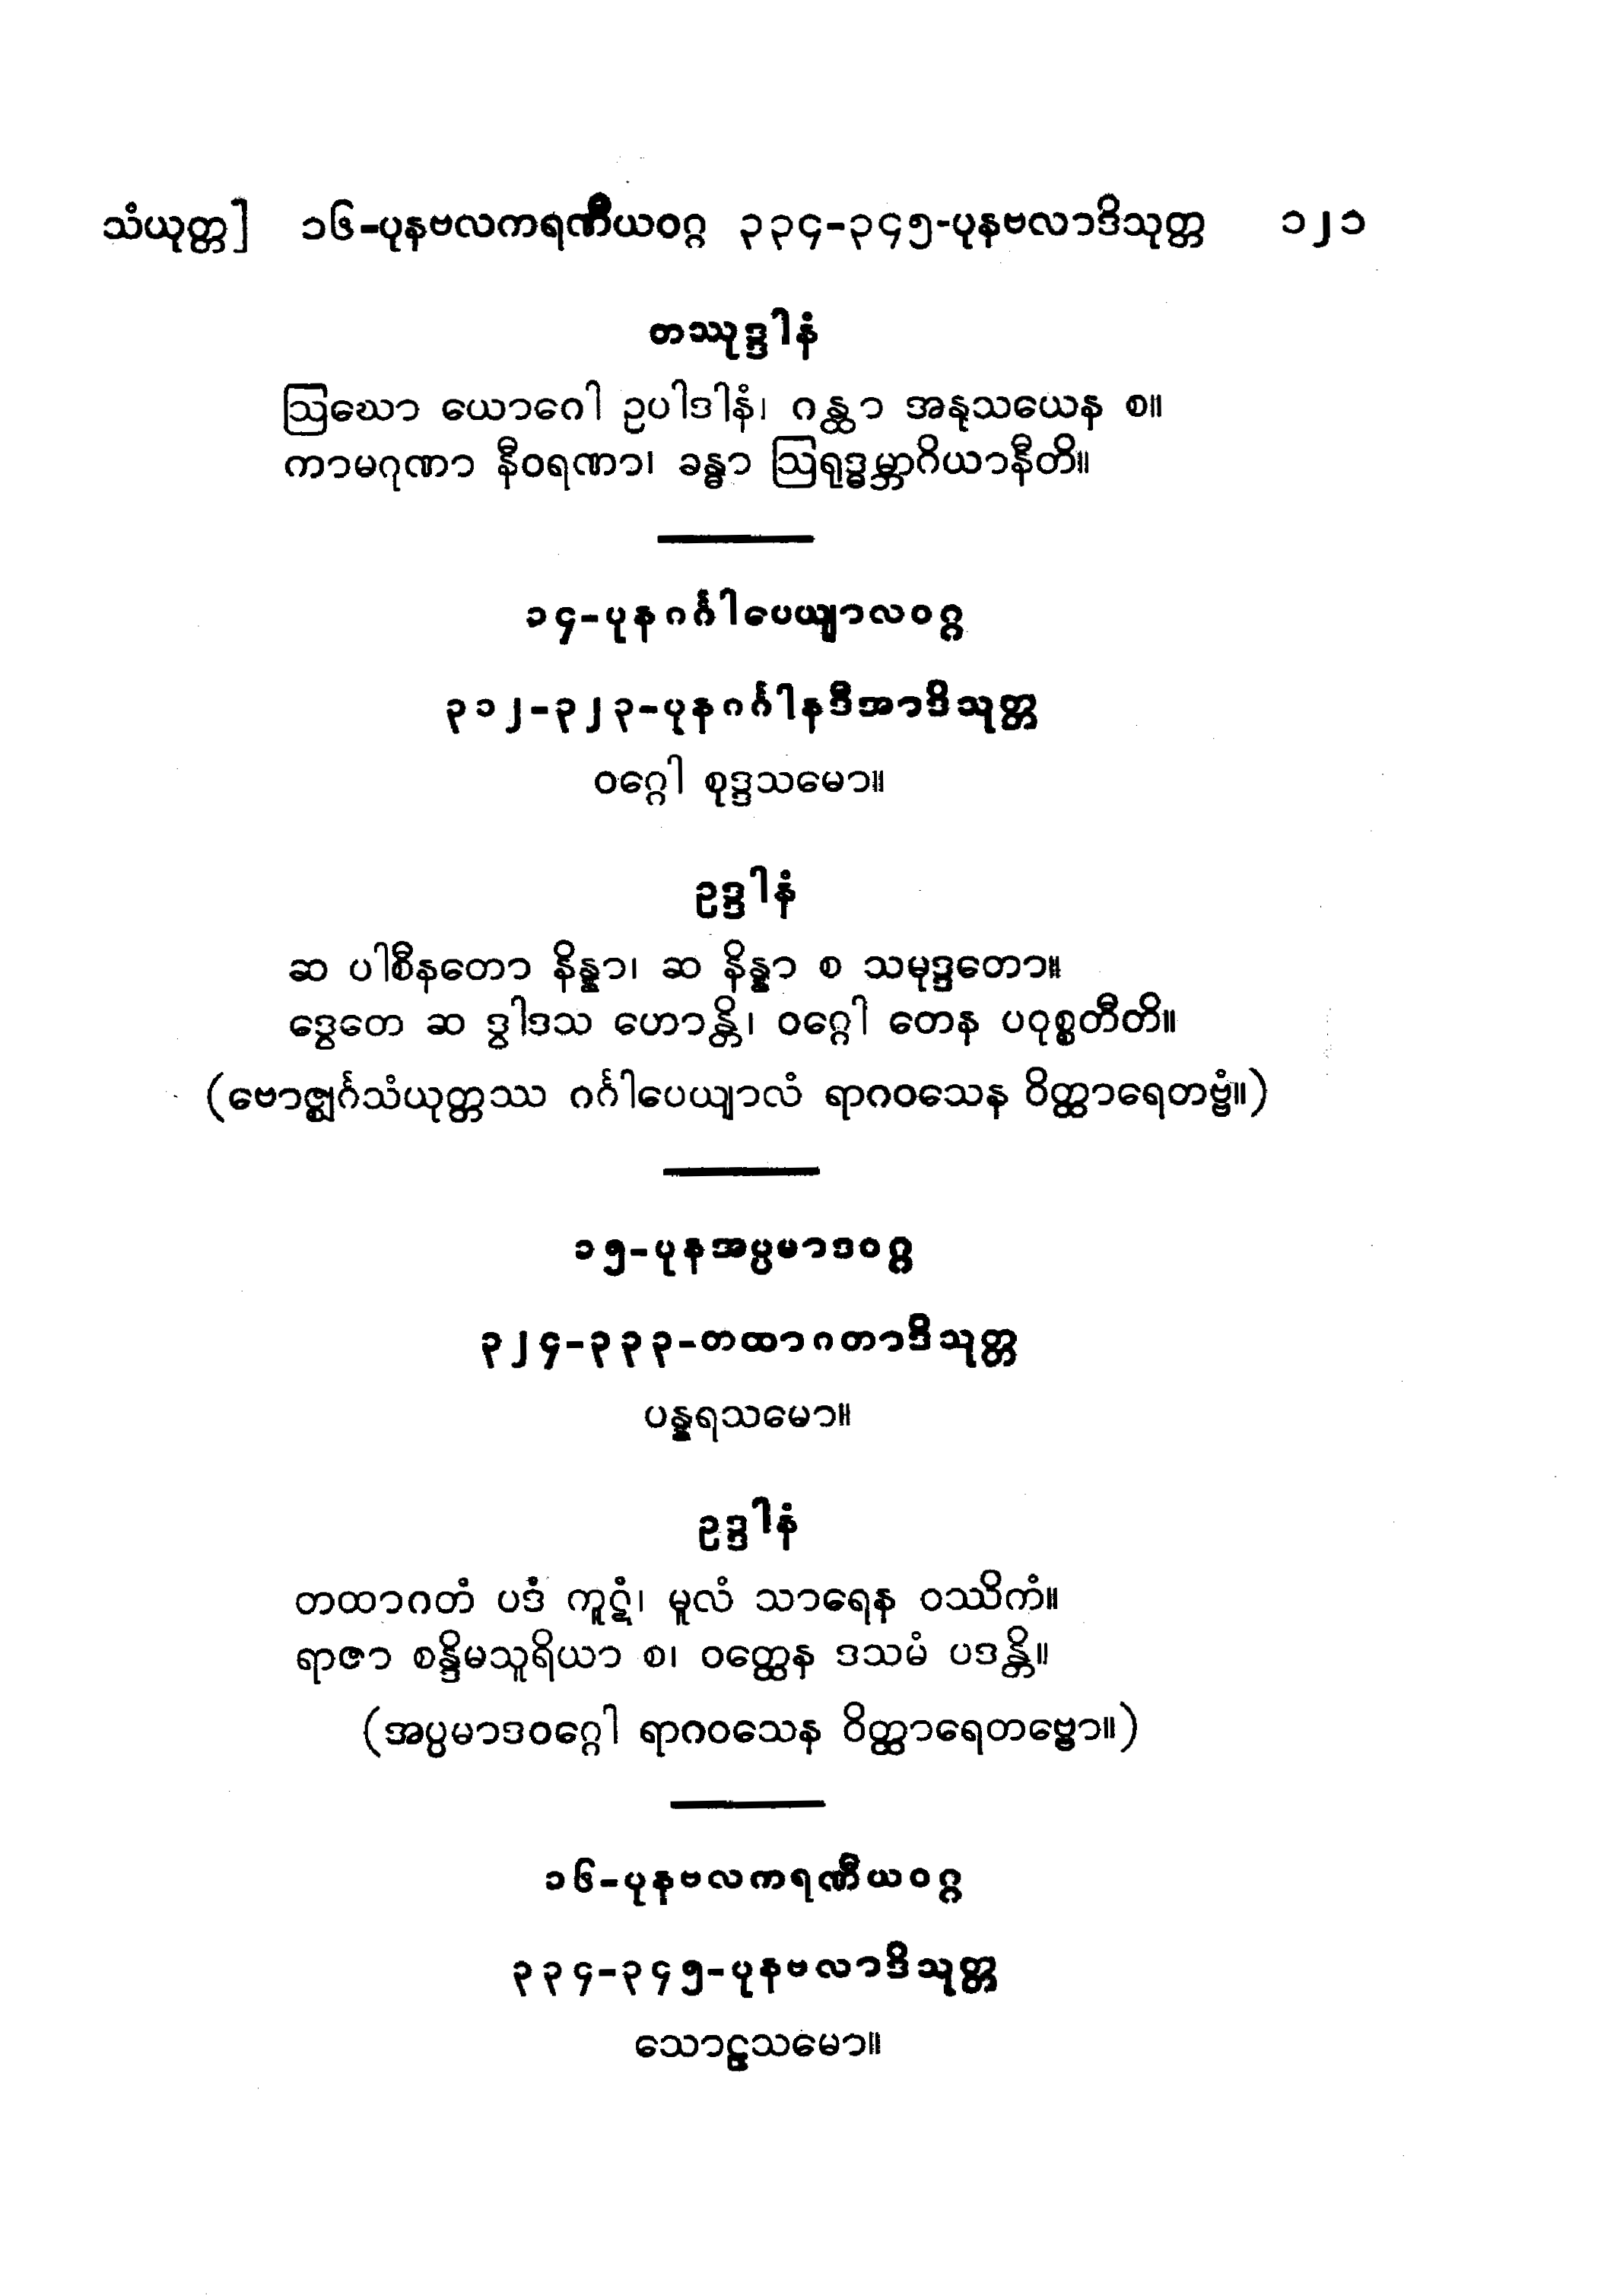 သံယုတ္တ]	၁၆-ပုနဗလကရဏီယဝဂ္ဂ ၃၃၄-၃၄၅-ပုနဗလာဒိသုတ္တ	၁၂၁
တဿုဒ္ဒါနံ
ဩဃော ယောဂေါ ဥပါဒါနံ၊ ဂန္ထာ အနုသယေန စ။
ကာမဂုဏာ နီဝရဏာ၊ ခန္ဓာ ဩရုဒ္ဓမ္ဘာဂိယာနီတိ။
၁၄-ပုနဂင်္ဂါပေယျာလဝဂ္ဂ
၃၁၂-၃၂၃-ပုနဂင်္ဂါနဒီအာဒိသုတ္တ
ဝဂ္ဂေါ စုဒ္ဒသမော။
ဥဒ္ဒါနံ
ဆ ပါစီနတော နိန္နာ၊ ဆ နိန္နာ စ သမုဒ္ဒတော။
ဒွေတေ ဆ ဒွါဒသ ဟောန္တိ၊ ဝဂ္ဂေါ တေန ပဝုစ္စတီတိ။
(ဗောဇ္ဈင်္ဂသံယုတ္တဿ ဂင်္ဂါပေယျာလံ ရာဂဝသေန ဝိတ္ထာရေတဗ္ဗံ။)
၁၅-ပုနအပ္ပမာဒဝဂ္ဂ
၃၂၄-၃၃၃-တထာဂတာဒိသုတ္တ
ပန္နရသမော။
ဥဒ္ဒါနံ
တထာဂတံ ပဒံ ကူဋံ၊ မူလံ သာရေန ဝဿိကံ။
ရာဇာ စန္ဒိမသူရိယာ စ၊ ဝတ္ထေန ဒသမံ ပဒန္တိ။
(အပ္ပမာဒဝဂ္ဂေါ ရာဂဝသေန ဝိတ္ထာရေတဗ္ဗော။)
၁၆-ပုနဗလကရဏီယဝဂ္ဂ
၃၃၄-၃၄၅-ပုနဗလာဒိသုတ္တ
သောဠသမော။